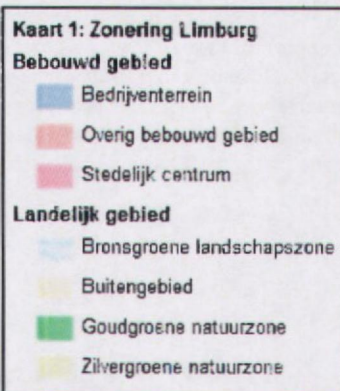 Kaart 1: Zonering Limburg
Bebouwd gebied
Bedrijventerrein
Overig bebouwd gebied
Stedelijk centrum
Landelijk gebied
Bronsgroene landschapszone
Buitengebied
Goudgroene natuurzone
Zilvergroene natuurzone